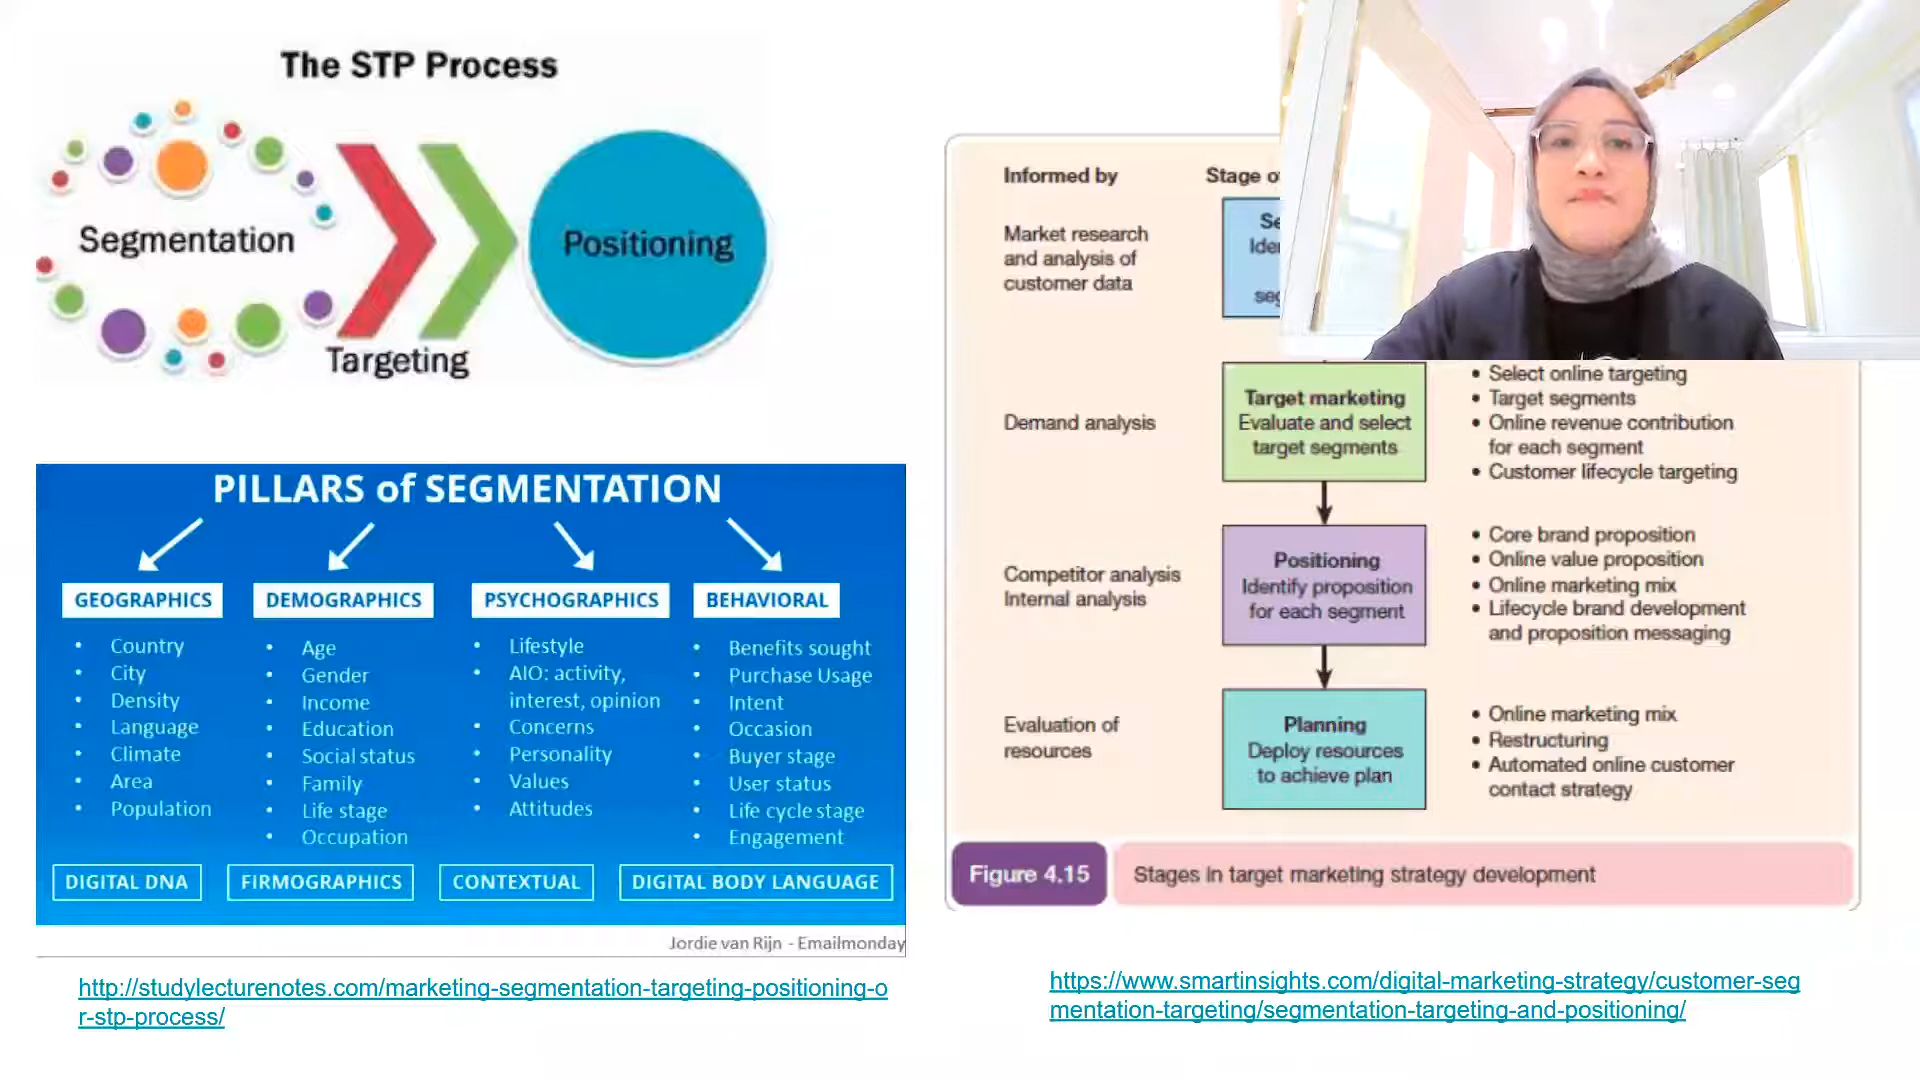 The STP Process
Segmentation
Targeting
Positioning
PILLARS of SEGMENTATION
GEOGRAPHICS
• Country
• City
• Density
• Language
• Climate
• Area
• Population
DEMOGRAPHICS
• Age
• Gender
• Income
• Education
• Social status
• Family
• Life stage
• Occupation
PSYCHOGRAPHICS
• Lifestyle
• AIO: activity,
interest, opinion
• Concerns
• Personality
• Values
• Attitudes
BEHAVIORAL
• Benefits sought
• Purchase Usage
• Intent
• Occasion
• Buyer stage
• User status
• Life cycle stage
• Engagement
DIGITAL DNA
FIRMOGRAPHICS
CONTEXTUAL
DIGITAL BODY LANGUAGE
Jordie van Rijn - Emailmonday
http://studylecturenotes.com/marketing-segmentation-targeting-positioning-o
r-stp-process/
Informed by
Stage
Market research
and analysis of
customer data
Demand analysis
Target marketing
Evaluate and select
target segments
• Select online targeting
• Target segments
• Online revenue contribution
for each segment
• Customer lifecycle targeting
Competitor analysis
Internal analysis
Positioning
Identify proposition
for each segment
• Core brand proposition
• Online value proposition
• Online marketing mix
• Lifecycle brand development
and proposition messaging
Evaluation of
resources
Planning
Deploy resources
to achieve plan
• Online marketing mix
• Restructuring
• Automated online customer
contact strategy
Figure 4.15
Stages in target marketing strategy development
https://www.smartinsights.com/digital-marketing-strategy/customer-seg
mentation-targeting/segmentation-targeting-and-positioning/